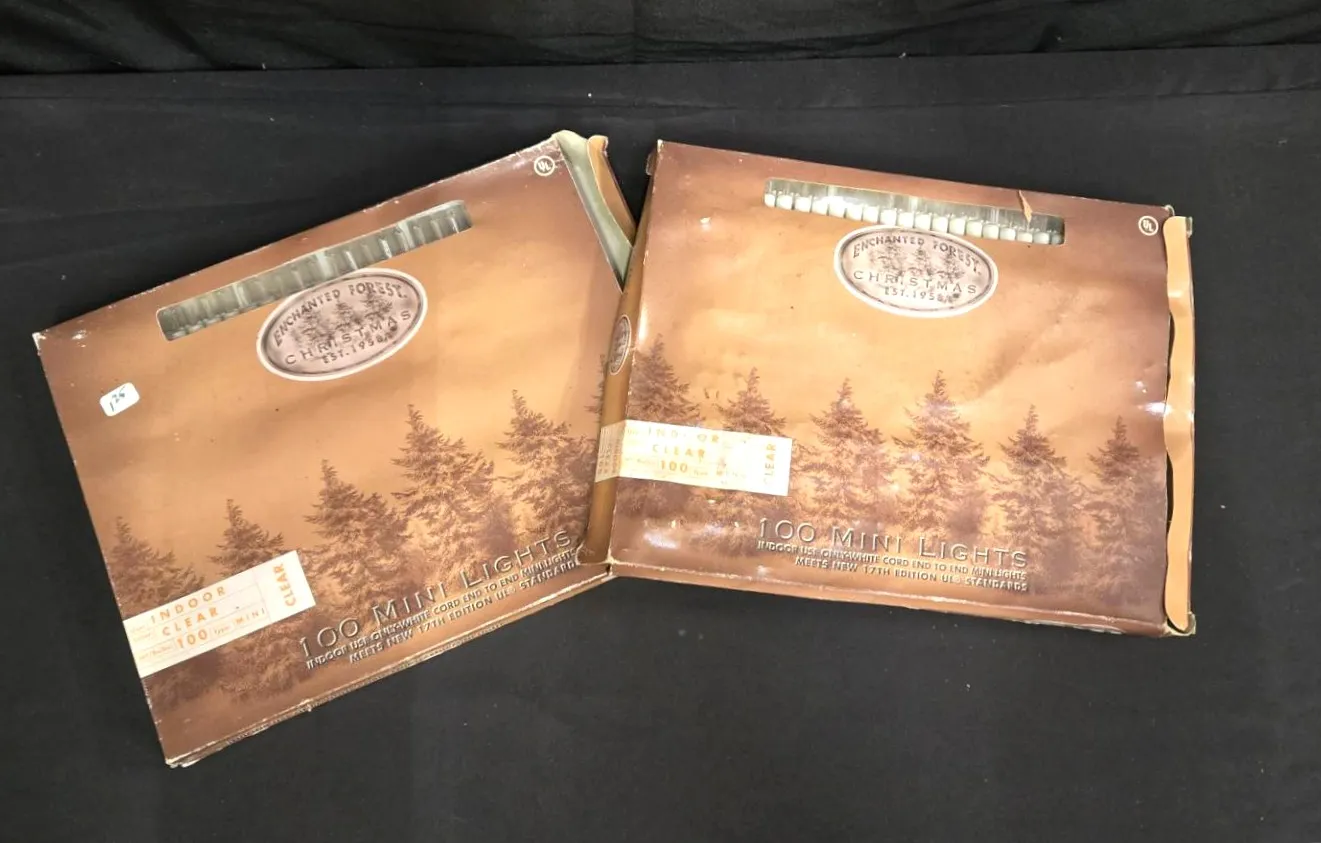 UL
ENCHANTED FOREST
CHRISTMAS
EST. 1958
INDOOR
CLEAR
100 Type MINI
CLEAR
100 MINI LIGHTS
INDOOR USE ONLY•WHITE CORD END TO END MINI LIGHTS
MEETS NEW 17TH EDITION UL® STANDARDS
UL
ENCHANTED FOREST
CHRISTMAS
EST. 1958
INDOOR
CLEAR
100
CLEAR
100 MINI LIGHTS
INDOOR USE ONLY•WHITE CORD END TO END MINI LIGHTS
MEETS NEW 17TH EDITION UL® STANDARDS